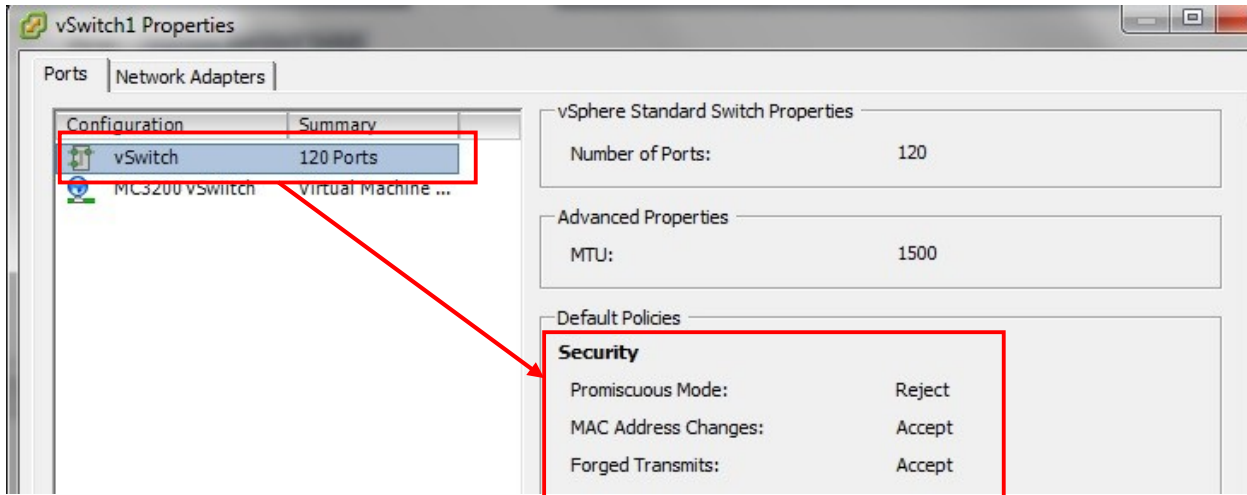 vSwitch1 Properties
Ports Network Adapters
Configuration Summary
vSwitch 120 Ports
MC3200 vSwiitch Virtual Machine ...
vSphere Standard Switch Properties
Number of Ports: 120
Advanced Properties
MTU: 1500
Default Policies
Security
Promiscuous Mode: Reject
MAC Address Changes: Accept
Forged Transmits: Accept